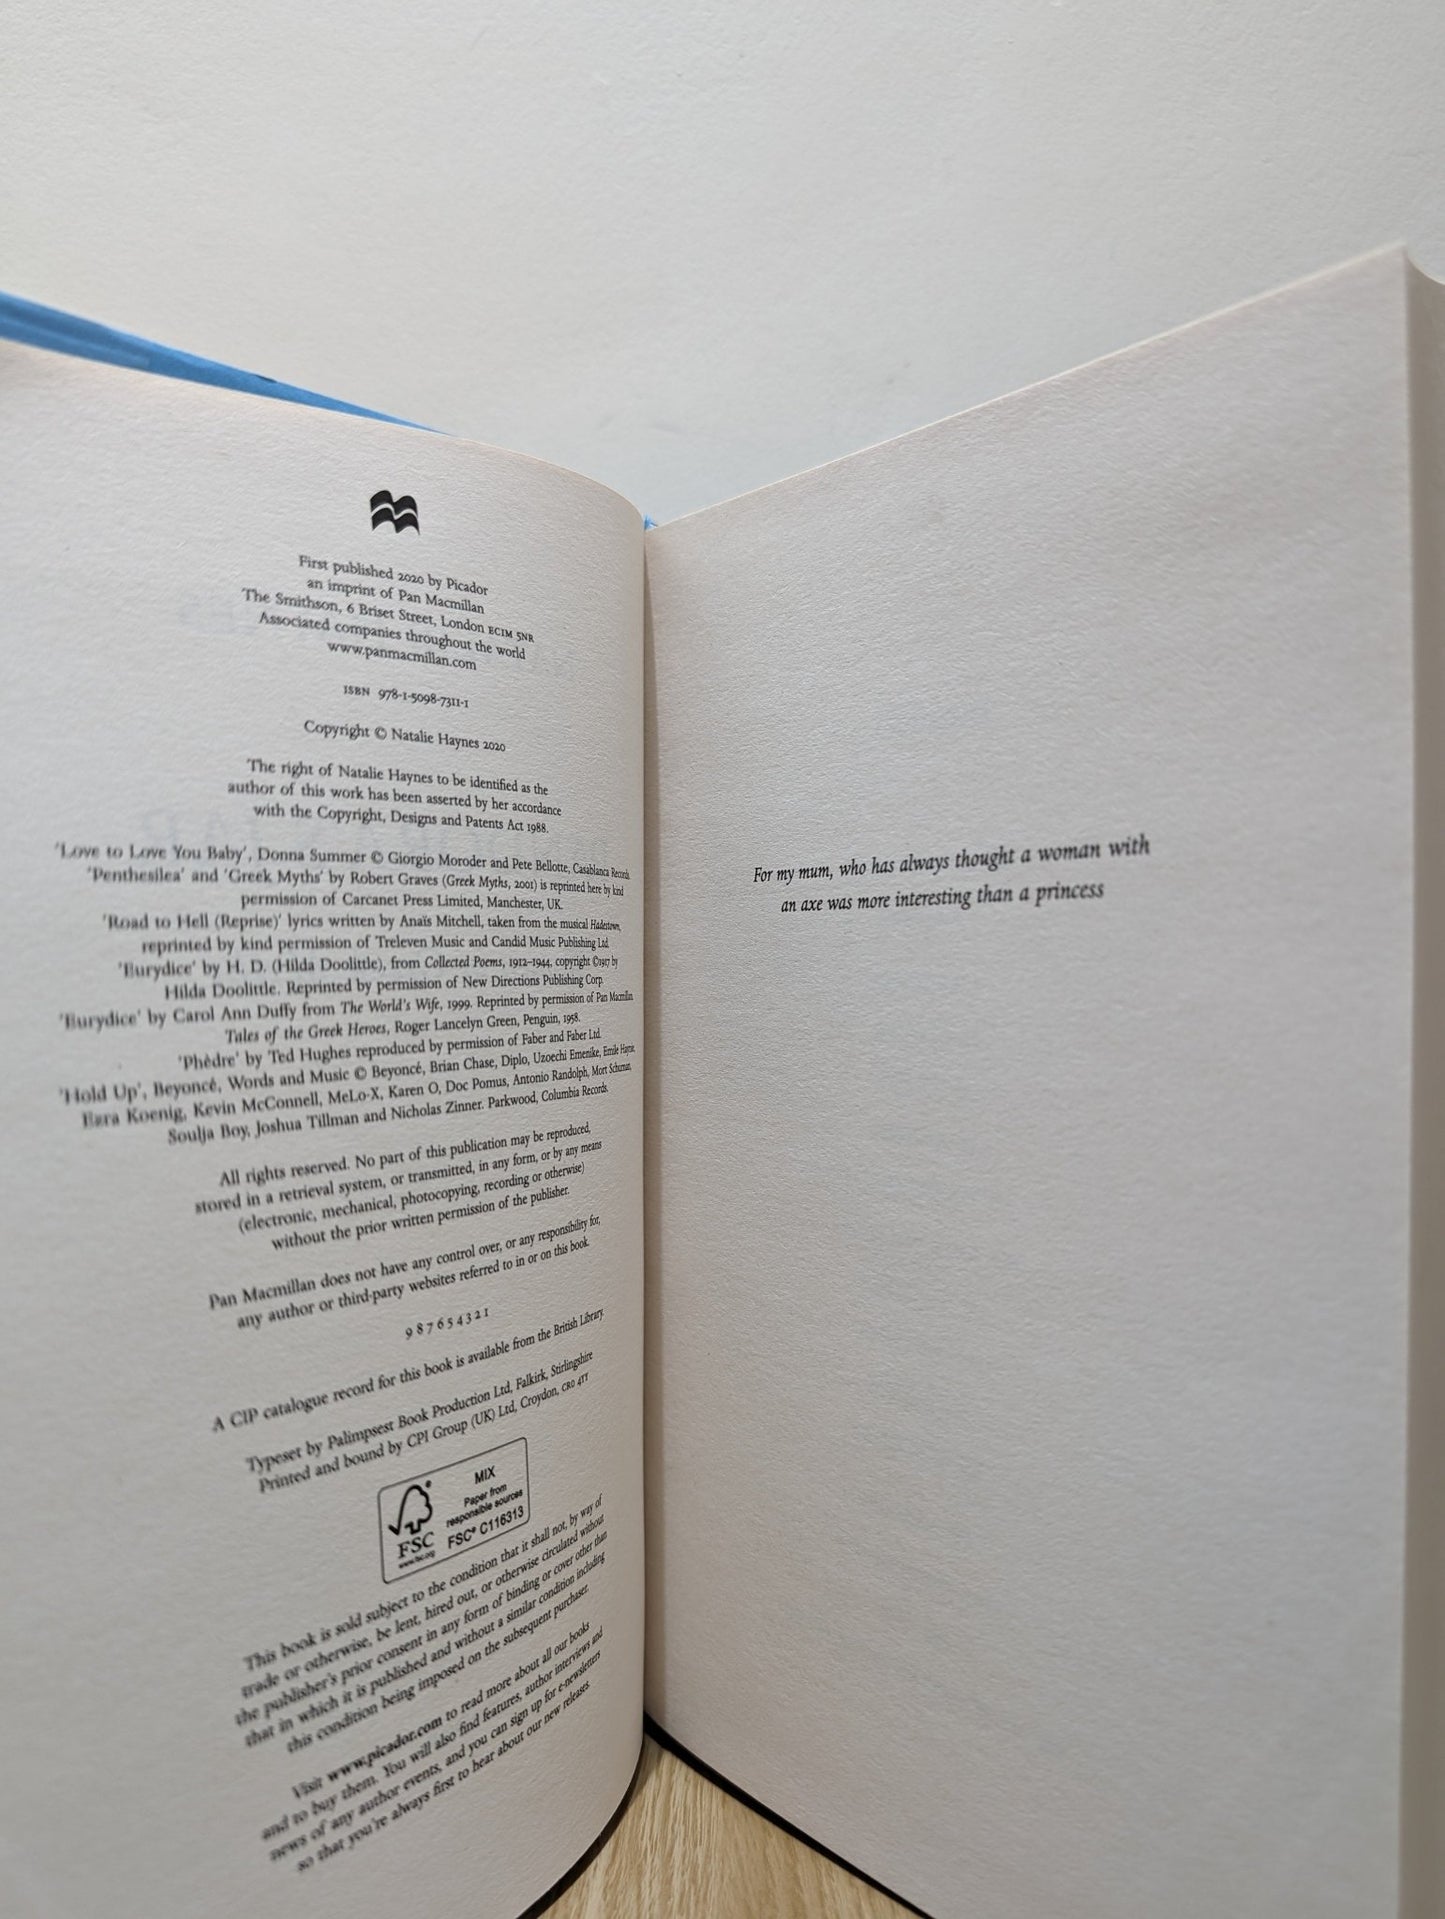 First published 2020 by Picador
an imprint of Pan Macmillan
The Smithson, 6 Briset Street, London EC1M 5NR
Associated companies throughout the world
www.panmacmillan.com
ISBN 978-1-5098-7311-1
Copyright © Natalie Haynes 2020
The right of Natalie Haynes to be identified as the
author of this work has been asserted by her accordance
with the Copyright, Designs and Patents Act 1988.
'Love to Love You Baby', Donna Summer © Giorgio Moroder and Pete Bellotte, Casablanca Records.
'Penthesilea' and 'Greek Myths' by Robert Graves (Greek Myths, 2001) is reprinted here by kind
permission of Carcanet Press Limited, Manchester, UK.
'Road to Hell (Reprise)' lyrics written by Anaïs Mitchell, taken from the musical Hadestown,
reprinted by kind permission of Treleven Music and Candid Music Publishing Ltd.
'Eurydice' by H. D. (Hilda Doolittle), from Collected Poems, 1912–1944, copyright ©1917 by
Hilda Doolittle. Reprinted by permission of New Directions Publishing Corp.
'Eurydice' by Carol Ann Duffy from The World's Wife, 1999. Reprinted by permission of Pan Macmillan.
Tales of the Greek Heroes, Roger Lancelyn Green, Penguin, 1958.
'Phèdre' by Ted Hughes reproduced by permission of Faber and Faber Ltd.
'Hold Up', Beyoncé, Words and Music © Beyoncé, Brian Chase, Diplo, Uzoechi Emenike, Emile Haynie,
Ezra Koenig, Kevin McConnell, MeLo-X, Karen O, Doc Pomus, Antonio Randolph, Mort Schuman,
Soulja Boy, Joshua Tillman and Nicholas Zinner. Parkwood, Columbia Records.
All rights reserved. No part of this publication may be reproduced,
stored in a retrieval system, or transmitted, in any form, or by any means
(electronic, mechanical, photocopying, recording or otherwise)
without the prior written permission of the publisher.
Pan Macmillan does not have any control over, or any responsibility for,
any author or third-party websites referred to in or on this book.
9 8 7 6 5 4 3 2 1
A CIP catalogue record for this book is available from the British Library.
Typeset by Palimpsest Book Production Ltd, Falkirk, Stirlingshire
Printed and bound by CPI Group (UK) Ltd, Croydon, CR0 4YY
FSC
www.fsc.org
MIX
Paper from
responsible sources
FSC® C116313
This book is sold subject to the condition that it shall not, by way of
trade or otherwise, be lent, hired out, or otherwise circulated without
the publisher's prior consent in any form of binding or cover other than
that in which it is published and without a similar condition including
this condition being imposed on the subsequent purchaser.
Visit www.picador.com to read more about all our books
and to buy them. You will also find features, author interviews and
news of any author events, and you can sign up for e-newsletters
so that you're always first to hear about our new releases.
For my mum, who has always thought a woman with
an axe was more interesting than a princess